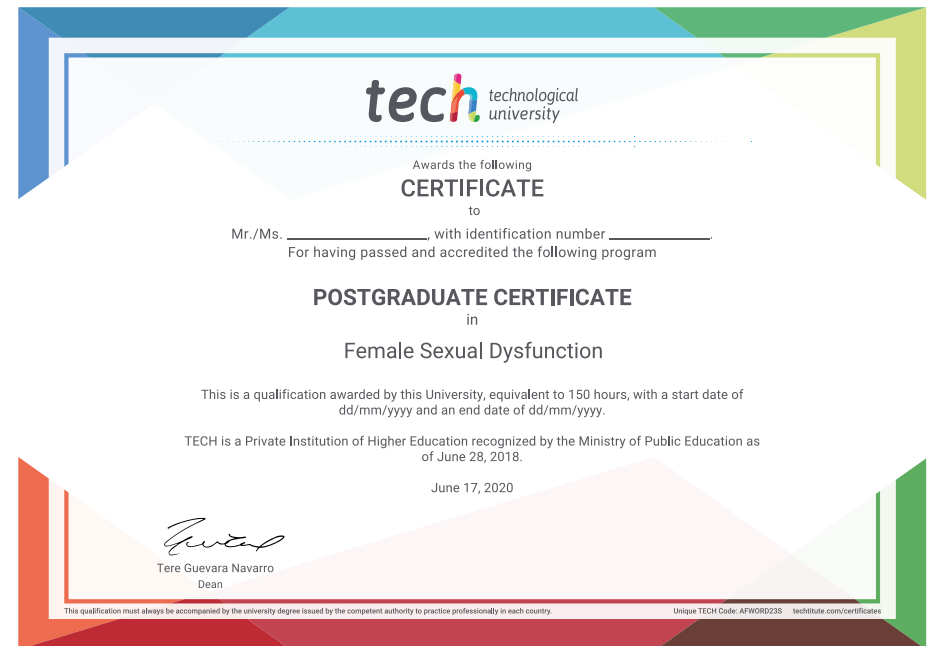 tech technological
university
Awards the following
CERTIFICATE
to
Mr./Ms. ____________________, with identification number ______________.
For having passed and accredited the following program
POSTGRADUATE CERTIFICATE
in
Female Sexual Dysfunction
This is a qualification awarded by this University, equivalent to 150 hours, with a start date of
dd/mm/yyyy and an end date of dd/mm/yyyy.
TECH is a Private Institution of Higher Education recognized by the Ministry of Public Education as
of June 28, 2018.
June 17, 2020
Tere Guevara Navarro
Dean
This qualification must always be accompanied by the university degree issued by the competent authority to practice professionally in each country.
Unique TECH Code: AFWORD23S techtitute.com/certificates